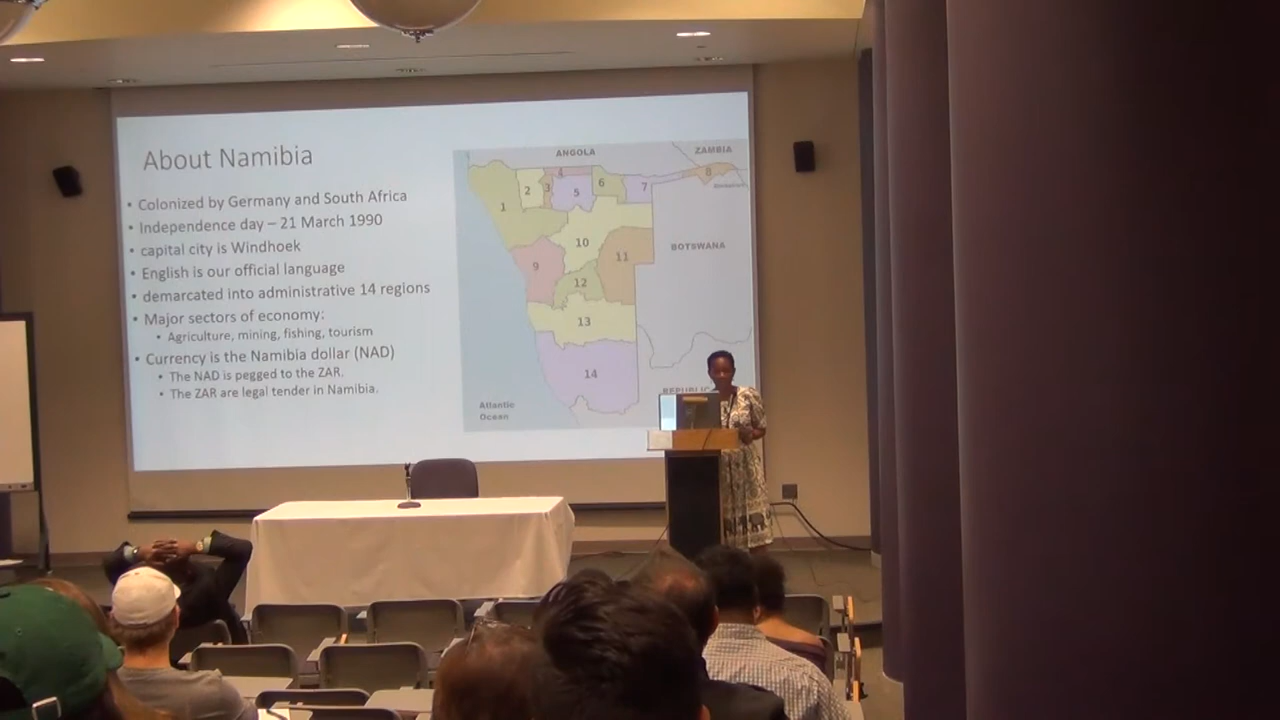 About Namibia
• Colonized by Germany and South Africa
• Independence day – 21 March 1990
• capital city is Windhoek
• English is our official language
• demarcated into administrative 14 regions
• Major sectors of economy:
• Agriculture, mining, fishing, tourism
• Currency is the Namibia dollar (NAD)
• The NAD is pegged to the ZAR.
• The ZAR are legal tender in Namibia.
ANGOLA
ZAMBIA
1
2
3
4
5
6
7
8
BOTSWANA
9
10
11
12
13
14
REPUBLIC
Atlantic
Ocean